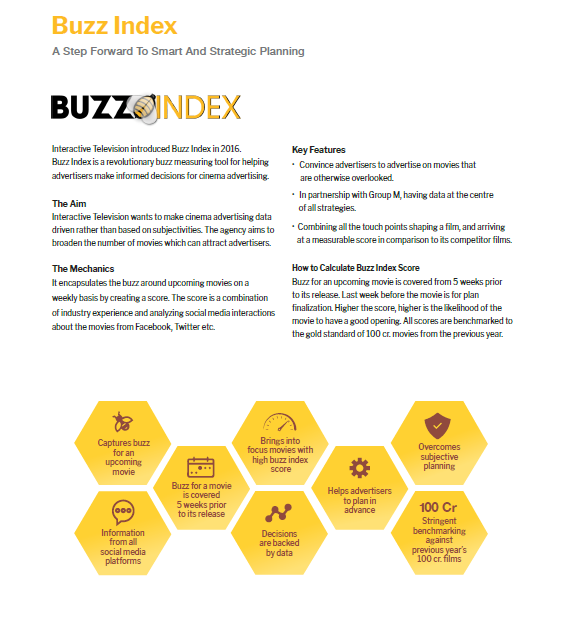 Buzz Index
A Step Forward To Smart And Strategic Planning
BUZZ INDEX
Interactive Television introduced Buzz Index in 2016.
Buzz Index is a revolutionary buzz measuring tool for helping
advertisers make informed decisions for cinema advertising.
The Aim
Interactive Television wants to make cinema advertising data
driven rather than based on subjectivities. The agency aims to
broaden the number of movies which can attract advertisers.
The Mechanics
It encapsulates the buzz around upcoming movies on a
weekly basis by creating a score. The score is a combination
of industry experience and analyzing social media interactions
about the movies from Facebook, Twitter etc.
Key Features
· Convince advertisers to advertise on movies that
are otherwise overlooked.
· In partnership with Group M, having data at the centre
of all strategies.
· Combining all the touch points shaping a film, and arriving
at a measurable score in comparison to its competitor films.
How to Calculate Buzz Index Score
Buzz for an upcoming movie is covered from 5 weeks prior
to its release. Last week before the movie is for plan
finalization. Higher the score, higher is the likelihood of the
movie to have a good opening. All scores are benchmarked to
the gold standard of 100 cr. movies from the previous year.
Captures buzz
for an
upcoming
movie
Buzz for a movie
is covered
5 weeks prior
to its release
Brings into
focus movies with
high buzz index
score
Helps advertisers
to plan in
advance
Overcomes
subjective
planning
Information
from all
social media
platforms
Decisions
are backed
by data
100 Cr
Stringent
benchmarking
against
previous year's
100 cr. films